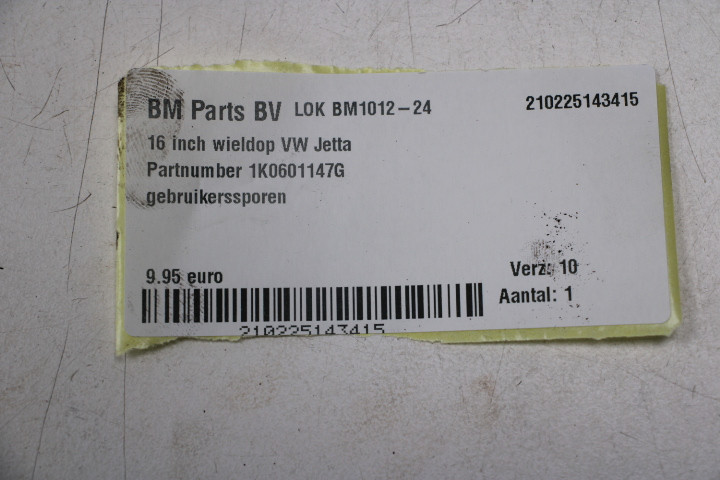 BM Parts BV LOK BM1012-24 210225143415
16 inch wieldop VW Jetta
Partnumber 1K0601147G
gebruikerssporen
9.95 euro Verz: 10
Aantal: 1
210225143415